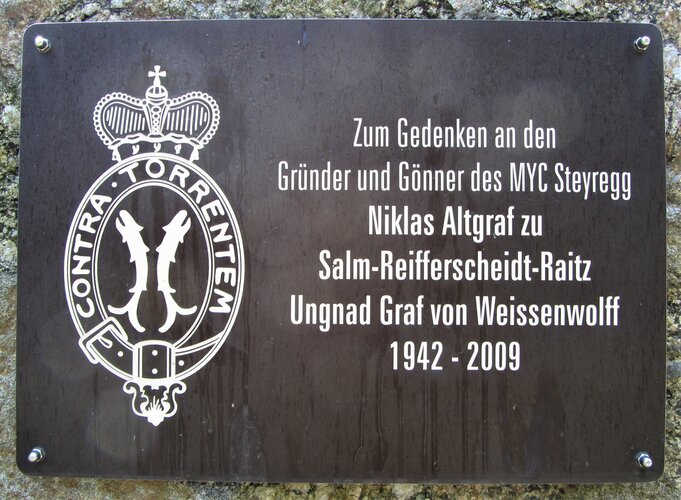 CONTRA · TORRENTEM
Zum Gedenken an den
Gründer und Gönner des MYC Steyregg
Niklas Altgraf zu
Salm-Reifferscheidt-Raitz
Ungnad Graf von Weissenwolff
1942 - 2009